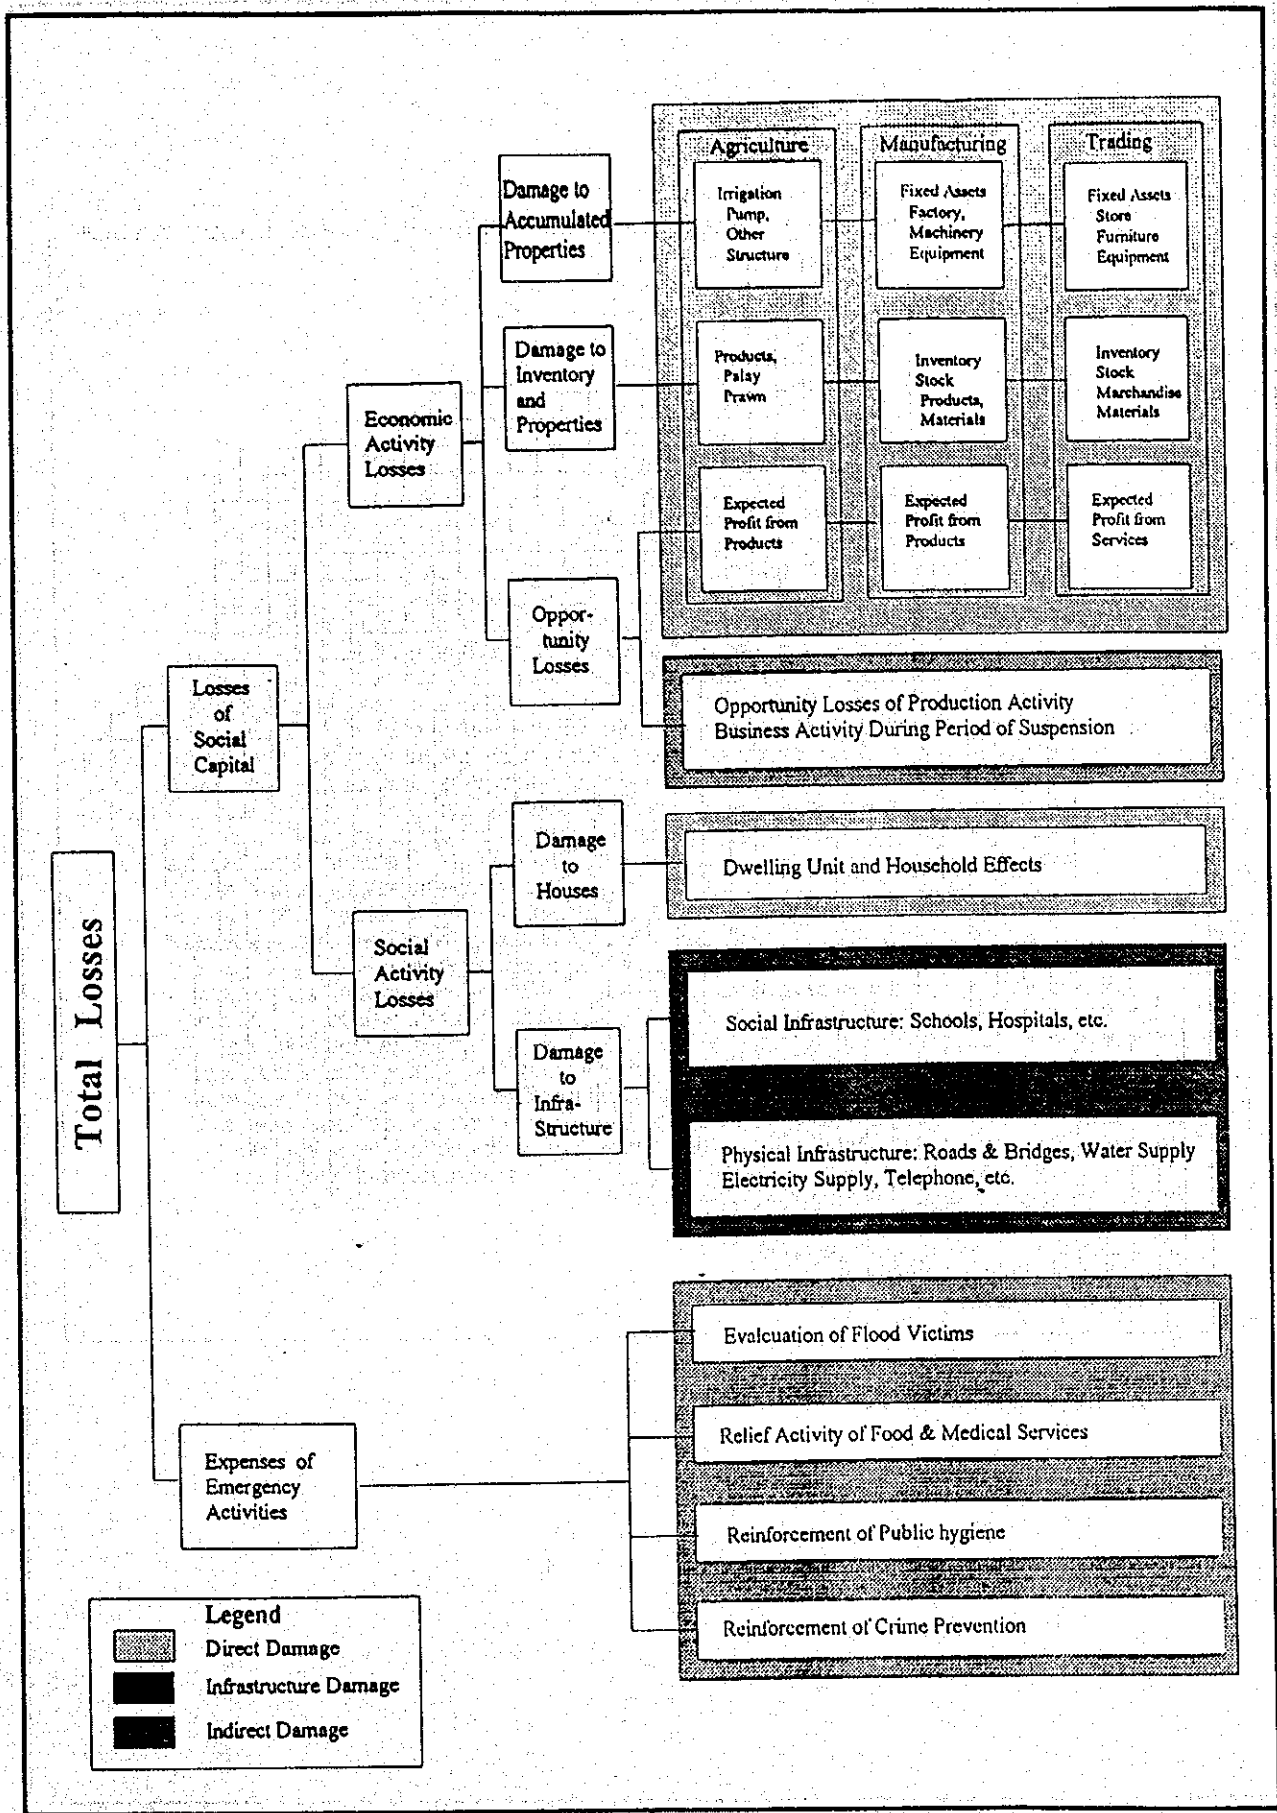 Agriculture
Manufacturing
Trading
Damage to
Accumulated
Properties
Irrigation
Pump,
Other
Structure
Fixed Assets
Factory,
Machinery
Equipment
Fixed Assets
Store
Furniture
Equipment
Damage to
Inventory
and
Properties
Products,
Palay
Prawn
Inventory
Stock
Products,
Materials
Inventory
Stock
Marchandise
Materials
Economic
Activity
Losses
Expected
Profit from
Products
Expected
Profit from
Products
Expected
Profit from
Services
Oppor-
tunity
Losses
Losses
of
Social
Capital
Opportunity Losses of Production Activity
Business Activity During Period of Suspension
Damage
to
Houses
Dwelling Unit and Household Effects
Total Losses
Social
Activity
Losses
Social Infrastructure: Schools, Hospitals, etc.
Damage
to
Infra-
Structure
Physical Infrastructure: Roads & Bridges, Water Supply
Electricity Supply, Telephone, etc.
Evalcuation of Flood Victims
Relief Activity of Food & Medical Services
Expenses of
Emergency
Activities
Reinforcement of Public hygiene
Reinforcement of Crime Prevention
Legend
Direct Damage
Infrastructure Damage
Indirect Damage